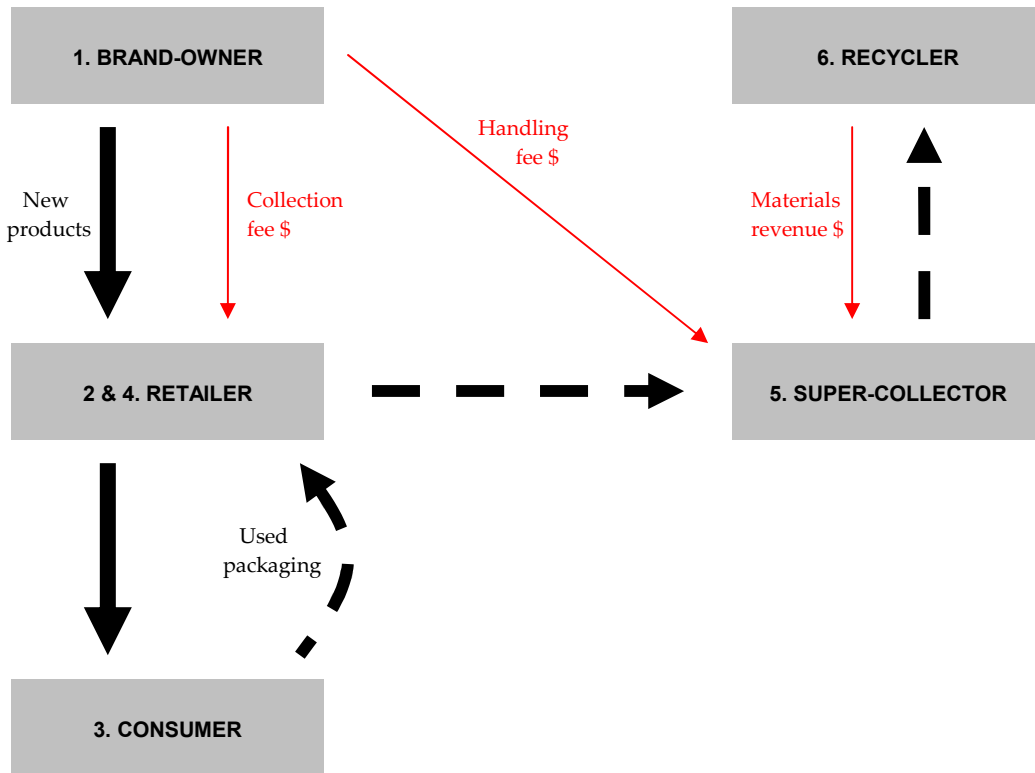 1. BRAND-OWNER
6. RECYCLER
Handling
fee $
New
products
Collection
fee $
Materials
revenue $
2 & 4. RETAILER
5. SUPER-COLLECTOR
Used
packaging
3. CONSUMER